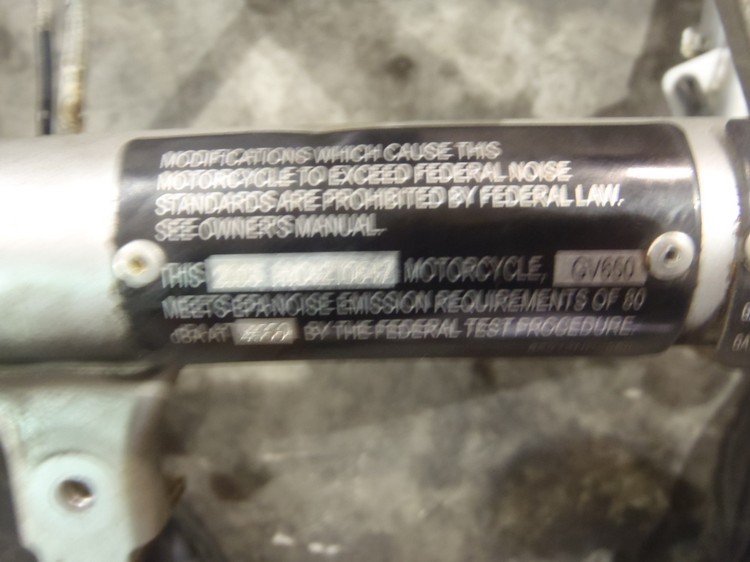 MODIFICATIONS WHICH CAUSE THIS
MOTORCYCLE TO EXCEED FEDERAL NOISE
STANDARDS ARE PROHIBITED BY FEDERAL LAW.
SEE OWNER'S MANUAL.
THIS MOTORCYCLE, GV650
MEETS EPA NOISE EMISSION REQUIREMENTS OF 80
dBA AT BY THE FEDERAL TEST PROCEDURE.